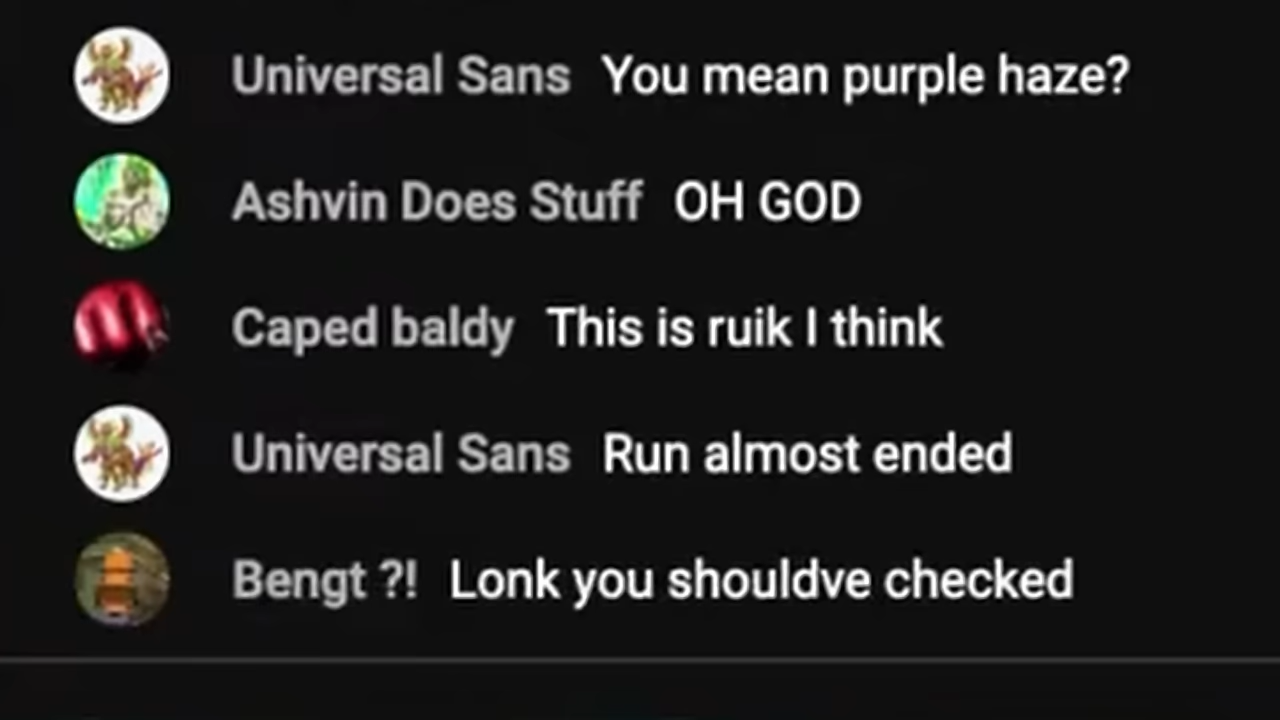 Universal Sans You mean purple haze?
Ashvin Does Stuff OH GOD
Caped baldy This is ruik I think
Universal Sans Run almost ended
Bengt ?! Lonk you shouldve checked